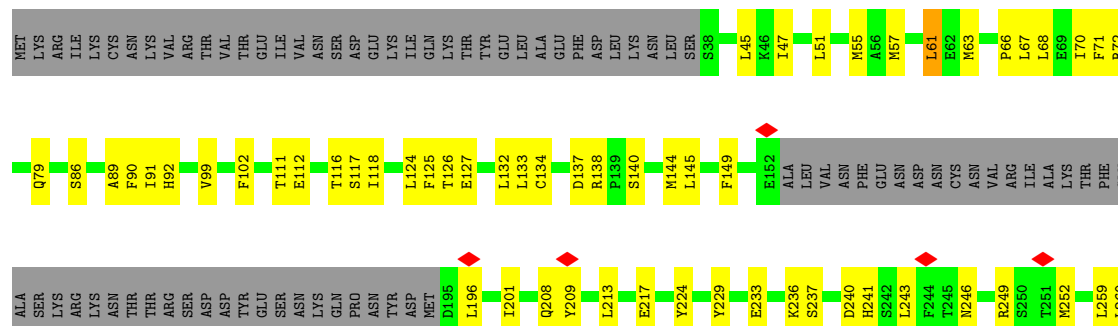 MET LYS ARG ILE LYS CYS ASN LYS VAL ARG THR VAL THR GLU ILE VAL ASN SER ASP GLU LYS ILE GLN LYS THR TYR GLU LEU ALA GLU PHE ASP LEU LYS ASN LEU SER S38 L45 K46 I47 L51 M55 A56 M57 L61 E62 M63 P66 L67 L68 E69 I70 F71
Q79 S86 A89 F90 I91 H92 V99 F102 T111 E112 T116 S117 I118 L124 F125 T126 E127 L132 L133 C134 D137 R138 P139 S140 M144 L145 F149 E152 ALA LEU VAL ASN PHE GLU ASN ASP ASN CYS ASN VAL ARG ILE ALA LYS THR PHE
ALA SER LYS ARG LYS ASN THR THR ARG SER ASP ASP TYR GLU SER ASN LYS GLN PRO ASN TYR ASP MET D195 L196 I201 Q208 Y209 L213 E217 Y224 Y229 E233 K236 S237 D240 H241 S242 L243 F244 T245 N246 R249 S250 T251 M252 L259